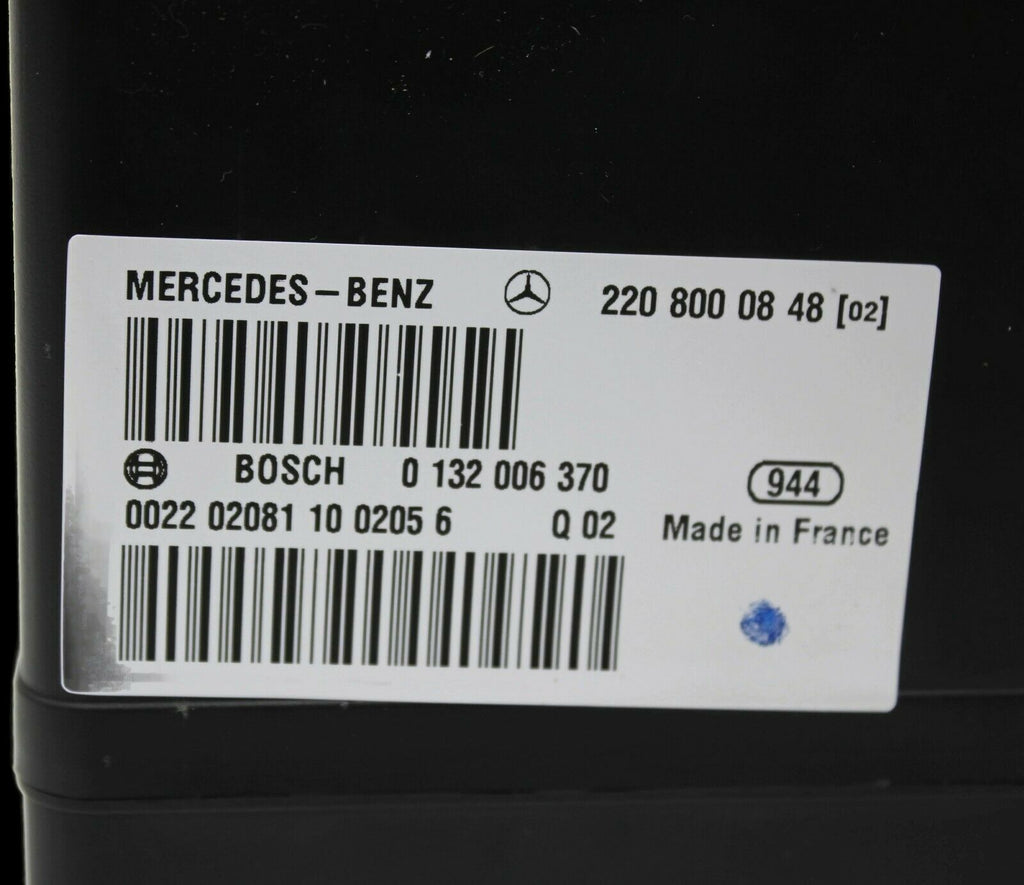 MERCEDES-BENZ 220 800 08 48 [02]
BOSCH 0 132 006 370
944
0022 02081 10 0205 6 Q 02
Made in France